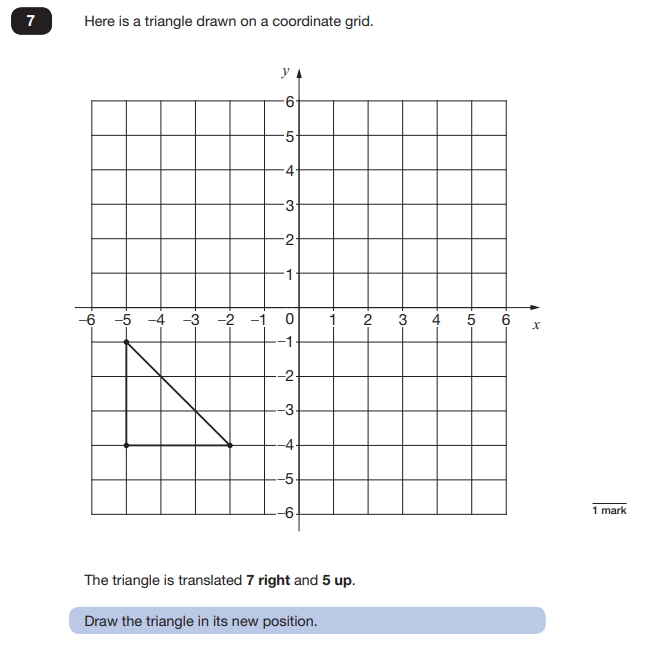 7
Here is a triangle drawn on a coordinate grid.
y
6
5
4
3
2
1
–6 –5 –4 –3 –2 –1 0 1 2 3 4 5 6 x
–1
–2
–3
–4
–5
–6
1 mark
The triangle is translated 7 right and 5 up.
Draw the triangle in its new position.